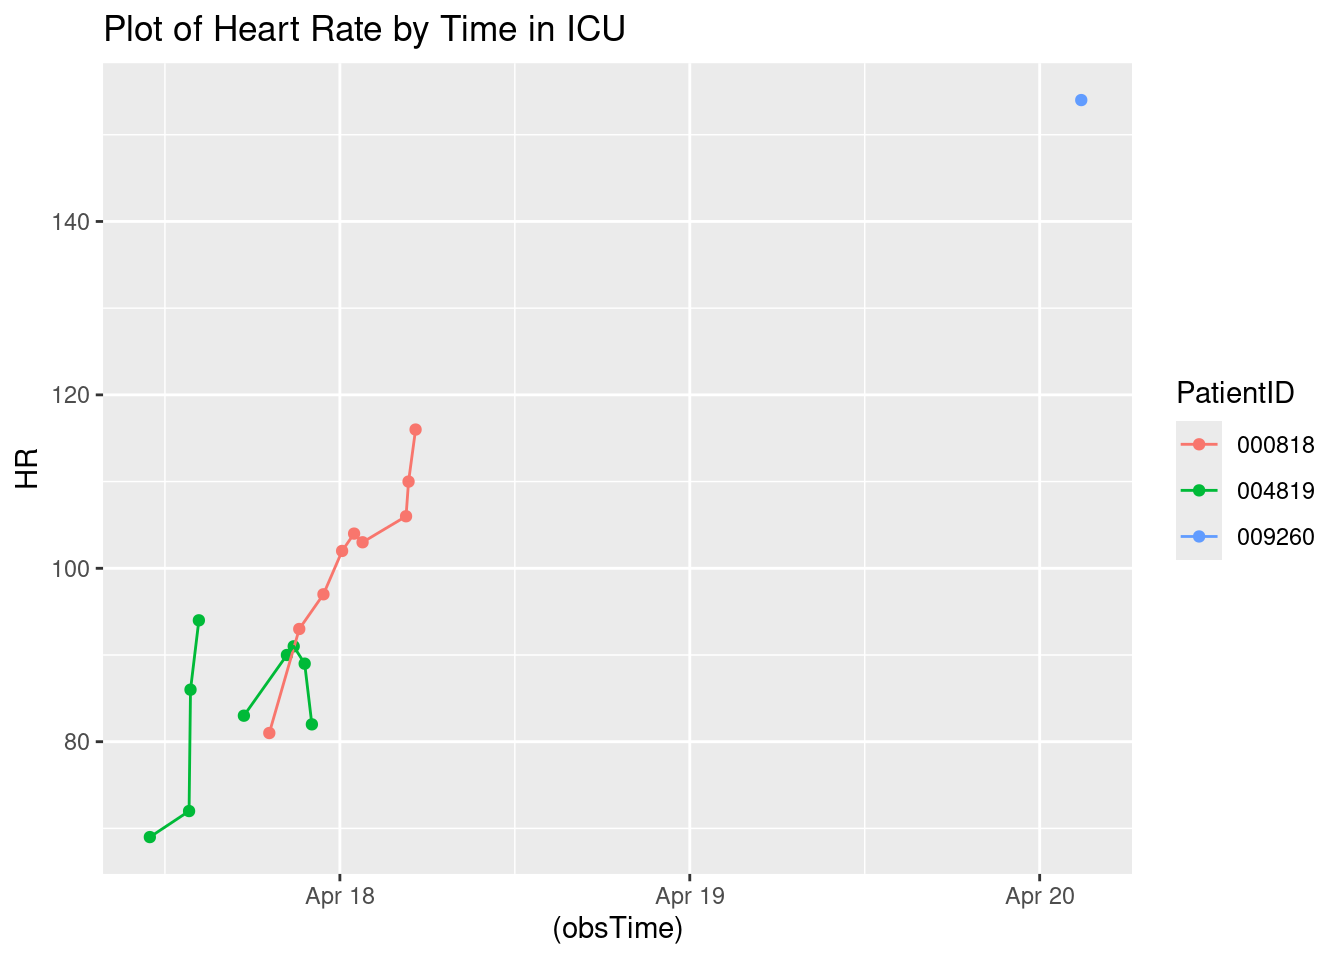 Plot of Heart Rate by Time in ICU
140
120
100
80
HR
Apr 18
Apr 19
Apr 20
(obsTime)
PatientID
000818
004819
009260